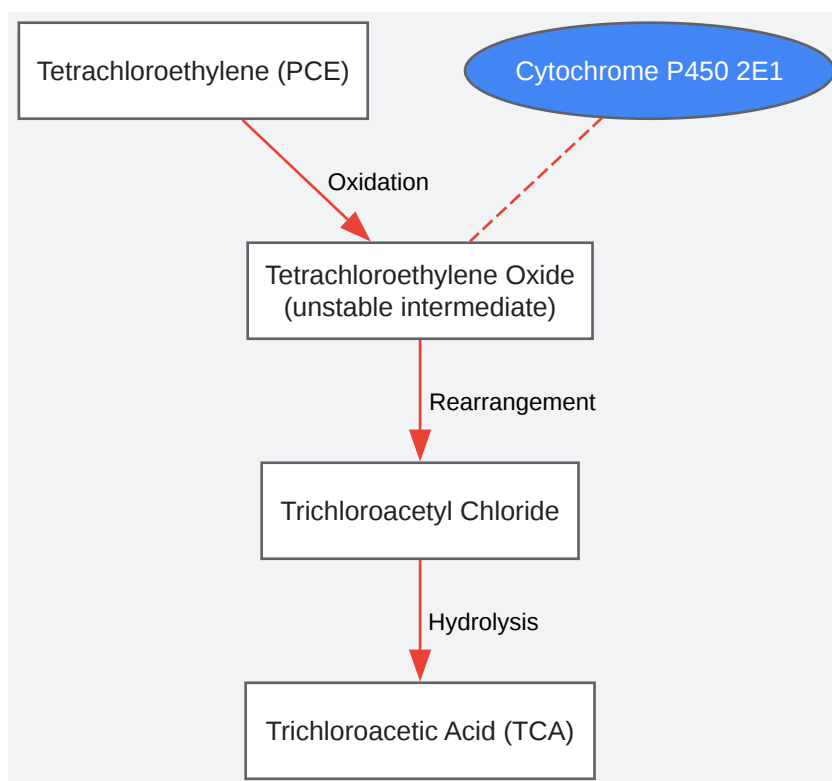 Tetrachloroethylene (PCE)
Cytochrome P450 2E1
Oxidation
Tetrachloroethylene Oxide
(unstable intermediate)
Rearrangement
Trichloroacetyl Chloride
Hydrolysis
Trichloroacetic Acid (TCA)